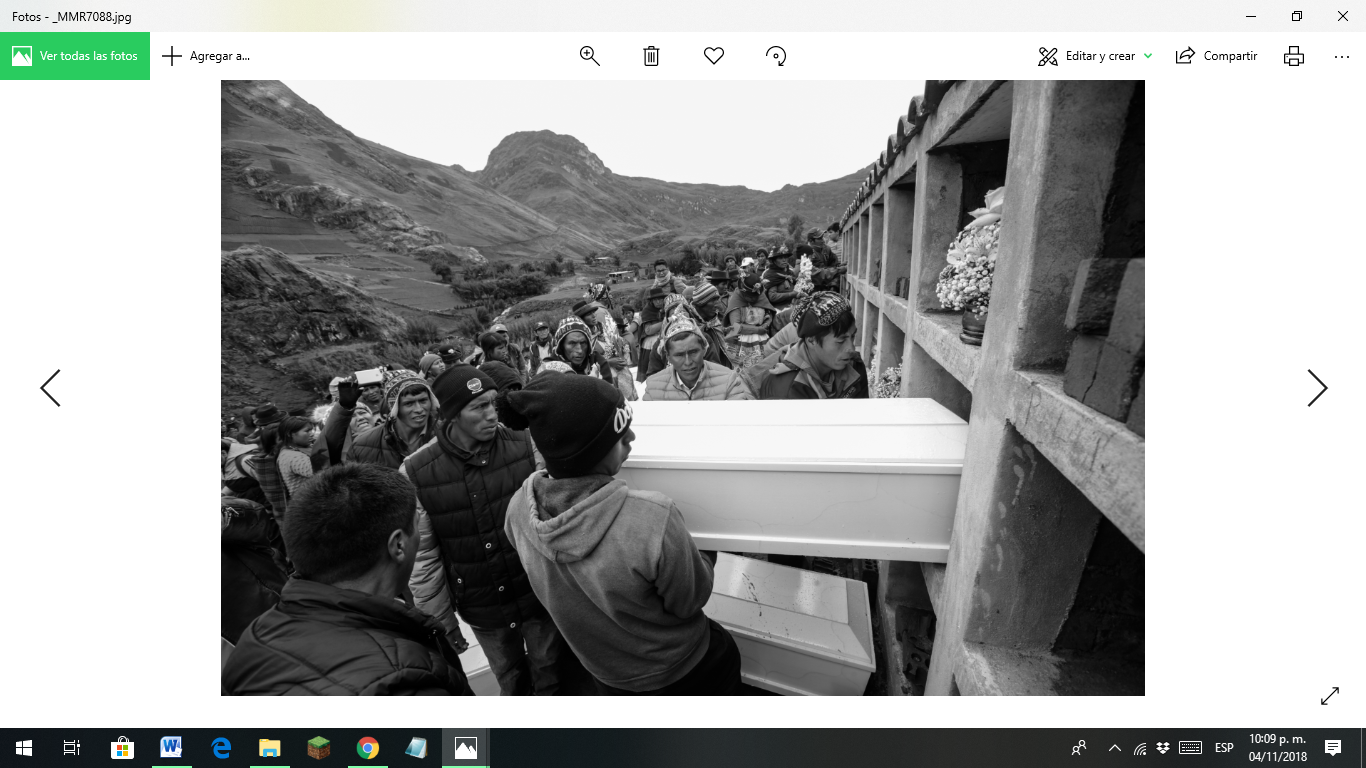 Fotos - _MMR7088.jpg
Ver todas las fotos
Agregar a...
Editar y crear
Compartir
ESP
10:09 p. m.
04/11/2018